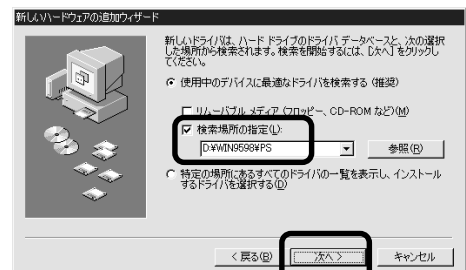 新しいハードウェアの追加ウィザード
新しいドライバは、ハード ドライブのドライバ データベースと、次の選択
した場所から検索されます。検索を開始するには、[次へ] をクリックし
てください。
使用中のデバイスに最適なドライバを検索する (推奨)
リムーバブル メディア (フロッピー、CD-ROM など)(M)
検索場所の指定(L):
D:¥WIN9598¥PS
参照(R)
特定の場所にあるすべてのドライバの一覧を表示し、インストール
するドライバを選択する(D)
< 戻る(B)
次へ >
キャンセル